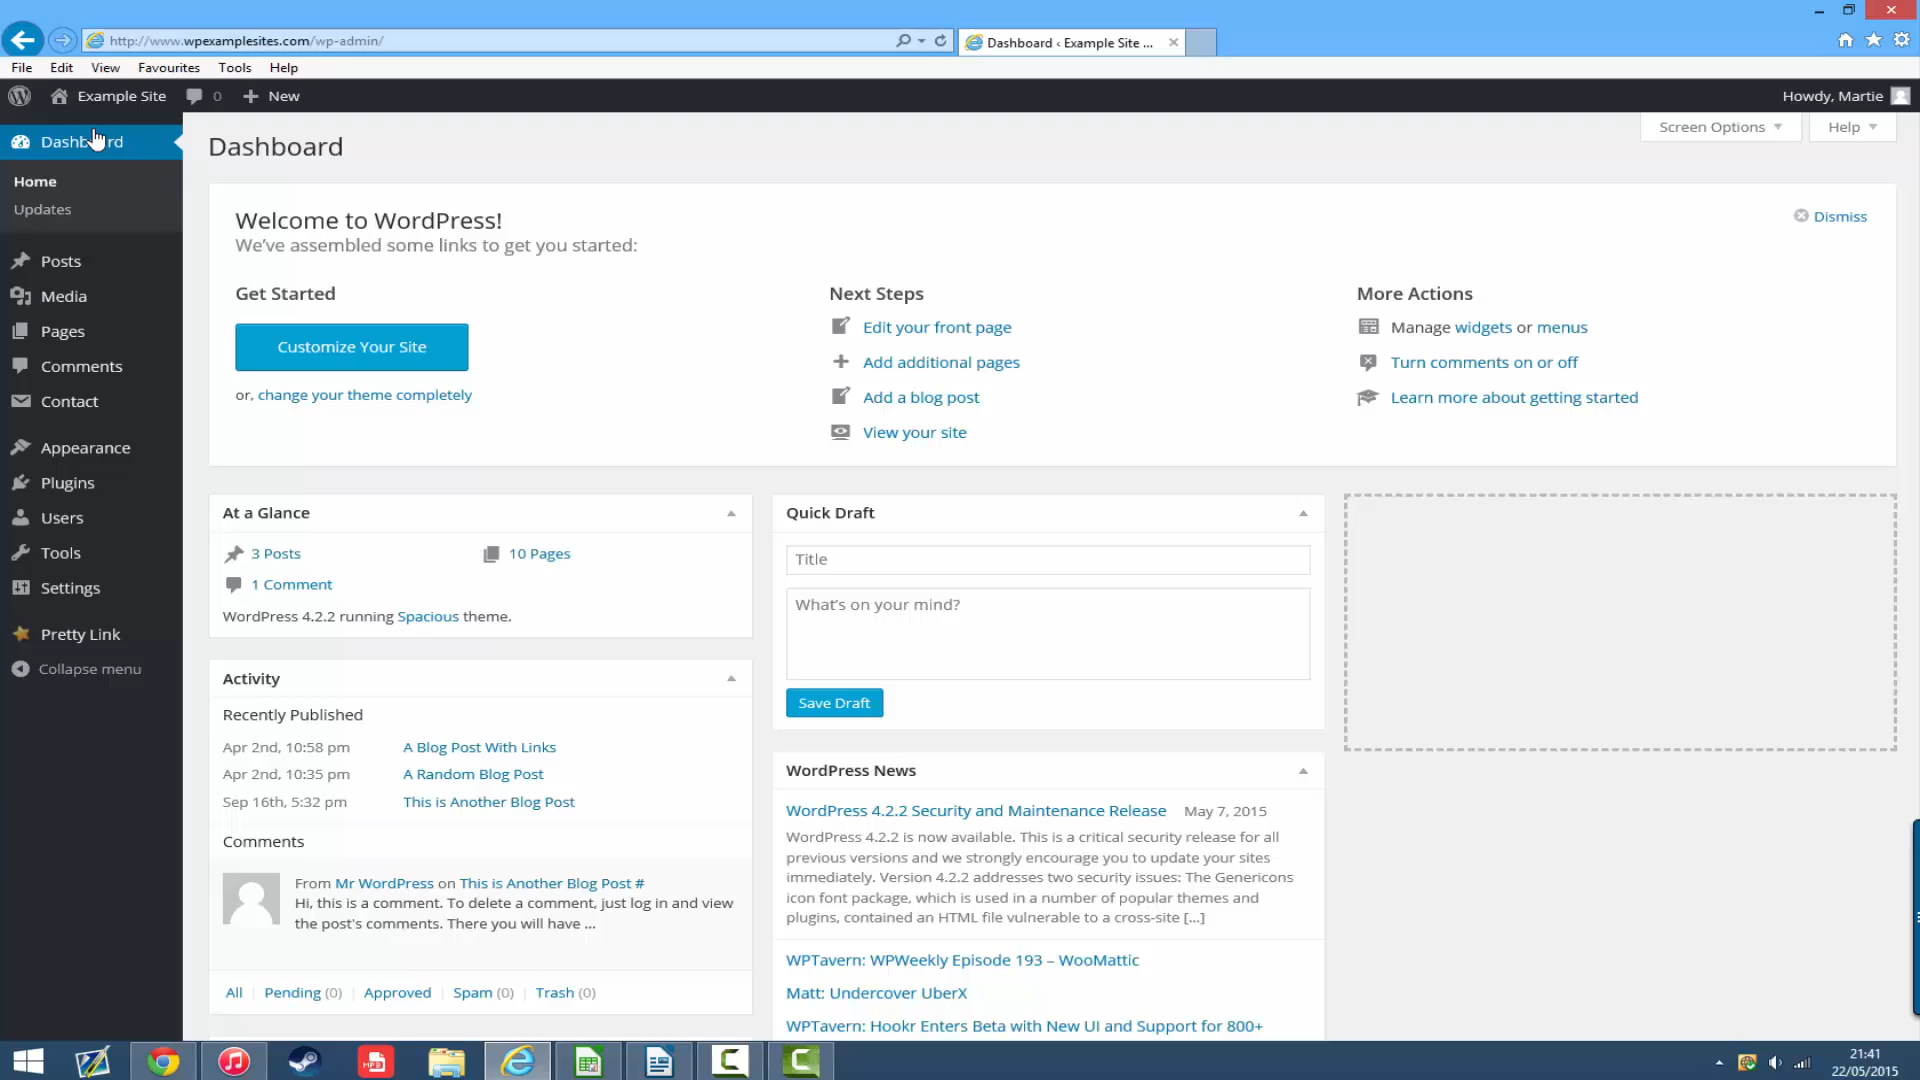 http://www.wpexamplesites.com/wp-admin/
Dashboard ‹ Example Site ...
File Edit View Favourites Tools Help
Example Site 0 New
Howdy, Martie
Dashboard
Home
Updates
Posts
Media
Pages
Comments
Contact
Appearance
Plugins
Users
Tools
Settings
Pretty Link
Collapse menu
Dashboard
Screen Options Help
Welcome to WordPress!
We've assembled some links to get you started:
Dismiss
Get Started
Customize Your Site
or, change your theme completely
Next Steps
Edit your front page
Add additional pages
Add a blog post
View your site
More Actions
Manage widgets or menus
Turn comments on or off
Learn more about getting started
At a Glance
3 Posts 10 Pages
1 Comment
WordPress 4.2.2 running Spacious theme.
Activity
Recently Published
Apr 2nd, 10:58 pm A Blog Post With Links
Apr 2nd, 10:35 pm A Random Blog Post
Sep 16th, 5:32 pm This is Another Blog Post
Comments
From Mr WordPress on This is Another Blog Post #
Hi, this is a comment. To delete a comment, just log in and view
the post's comments. There you will have ...
All | Pending (0) | Approved | Spam (0) | Trash (0)
Quick Draft
Title
What's on your mind?
Save Draft
WordPress News
WordPress 4.2.2 Security and Maintenance Release May 7, 2015
WordPress 4.2.2 is now available. This is a critical security release for all
previous versions and we strongly encourage you to update your sites
immediately. Version 4.2.2 addresses two security issues: The Genericons
icon font package, which is used in a number of popular themes and
plugins, contained an HTML file vulnerable to a cross-site [...]
WPTavern: WPWeekly Episode 193 – WooMattic
Matt: Undercover UberX
WPTavern: Hookr Enters Beta with New UI and Support for 800+
MP3
21:41
22/05/2015